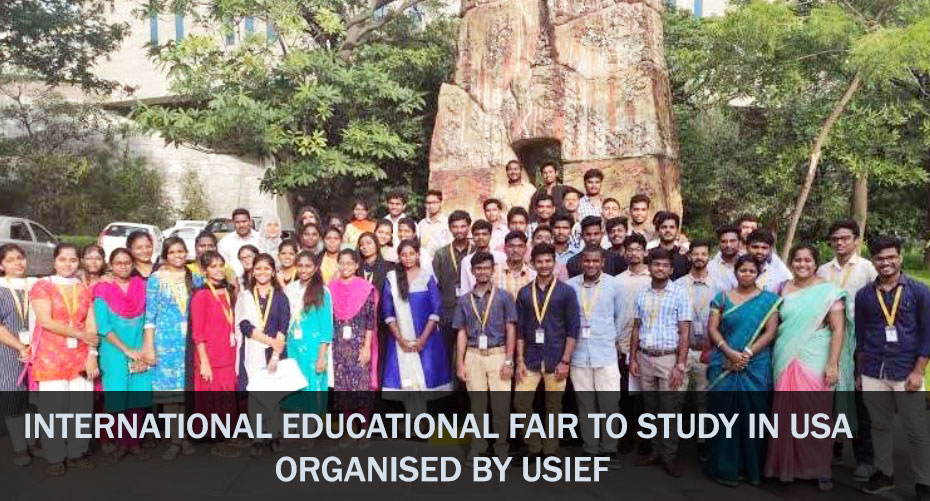 INTERNATIONAL EDUCATIONAL FAIR TO STUDY IN USA
ORGANISED BY USIEF